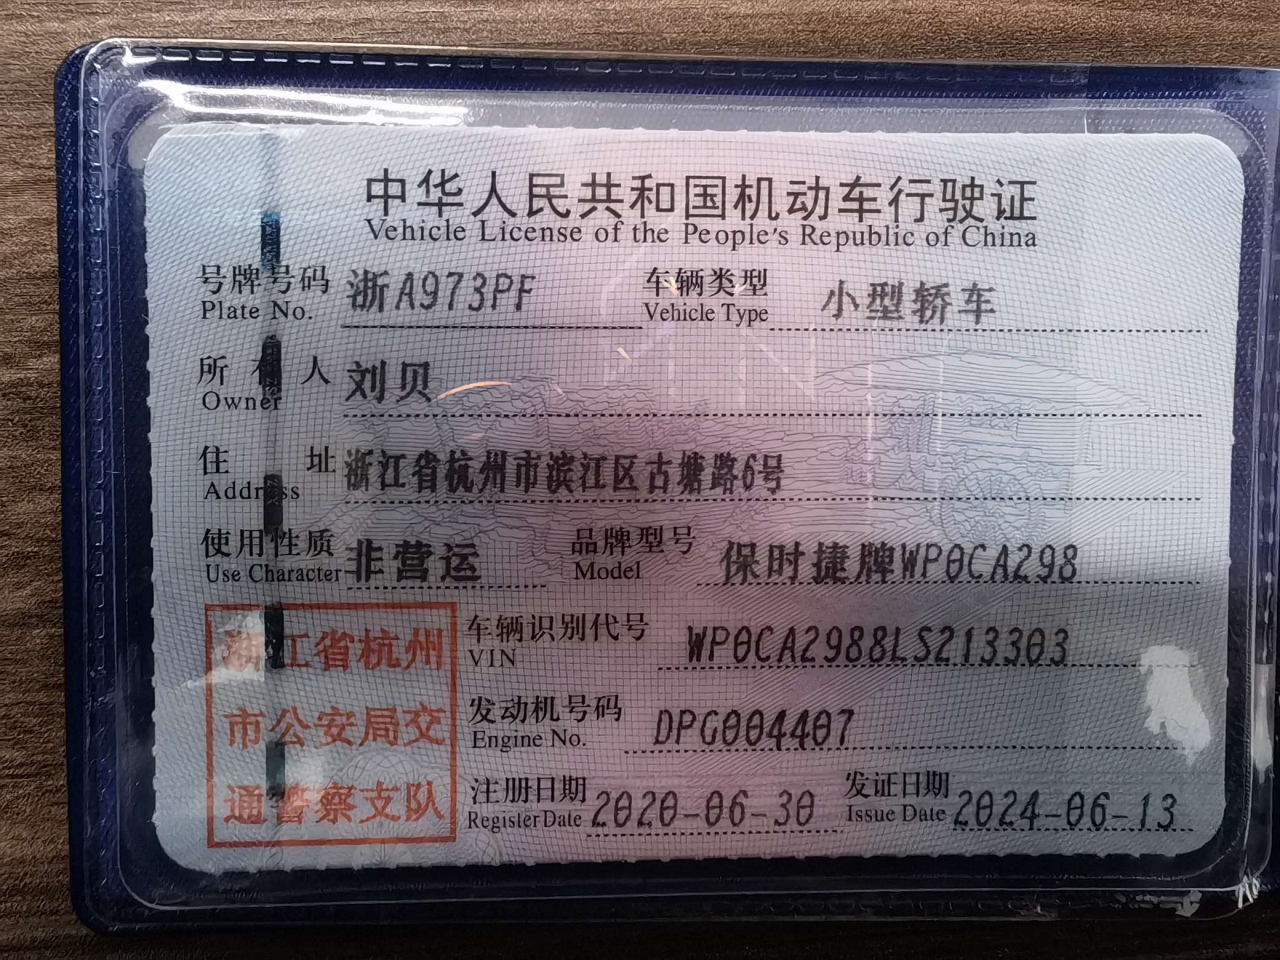 中华人民共和国机动车行驶证
Vehicle License of the People's Republic of China
号牌号码 浙A973PF 车辆类型 小型轿车
Plate No. Vehicle Type
所有人 刘贝
Owner
住址 浙江省杭州市滨江区古塘路6号
Address
使用性质 非营运 品牌型号 保时捷牌WP0CA298
Use Character Model
浙江省杭州
市公安局交
通警察支队
车辆识别代号 WP0CA2988LS213303
VIN
发动机号码 DPG004407
Engine No.
注册日期 2020-06-30 发证日期 2024-06-13
Register Date Issue Date